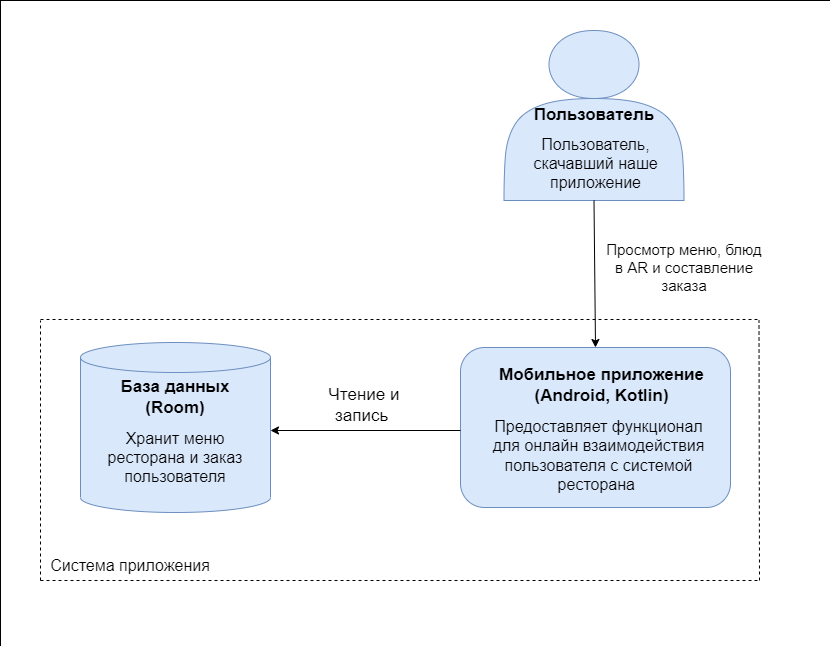 Пользователь
Пользователь,
скачавший наше
приложение
Просмотр меню, блюд
в AR и составление
заказа
База данных
(Room)
Хранит меню
ресторана и заказ
пользователя
Чтение и
запись
Мобильное приложение
(Android, Kotlin)
Предоставляет функционал
для онлайн взаимодействия
пользователя с системой
ресторана
Система приложения